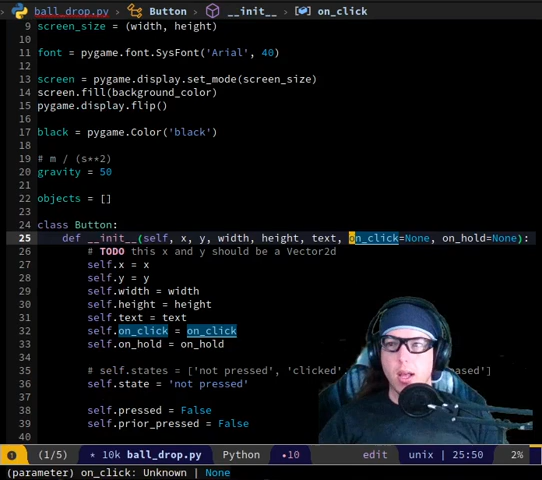 ball_drop.py › Button › __init__ › on_click
9 screen_size = (width, height)
10
11 font = pygame.font.SysFont('Arial', 40)
12
13 screen = pygame.display.set_mode(screen_size)
14 screen.fill(background_color)
15 pygame.display.flip()
16
17 black = pygame.Color('black')
18
19 # m / (s**2)
20 gravity = 50
21
22 objects = []
23
24 class Button:
25 def __init__(self, x, y, width, height, text, on_click=None, on_hold=None):
26 # TODO this x and y should be a Vector2d
27 self.x = x
28 self.y = y
29 self.width = width
30 self.height = height
31 self.text = text
32 self.on_click = on_click
33 self.on_hold = on_hold
34
35 # self.states = ['not pressed', 'clicked', ased']
36 self.state = 'not pressed'
37
38 self.pressed = False
39 self.prior_pressed = False
40
1 (1/5) * 10k ball_drop.py Python •10 edit unix | 25:50 2%
(parameter) on_click: Unknown | None